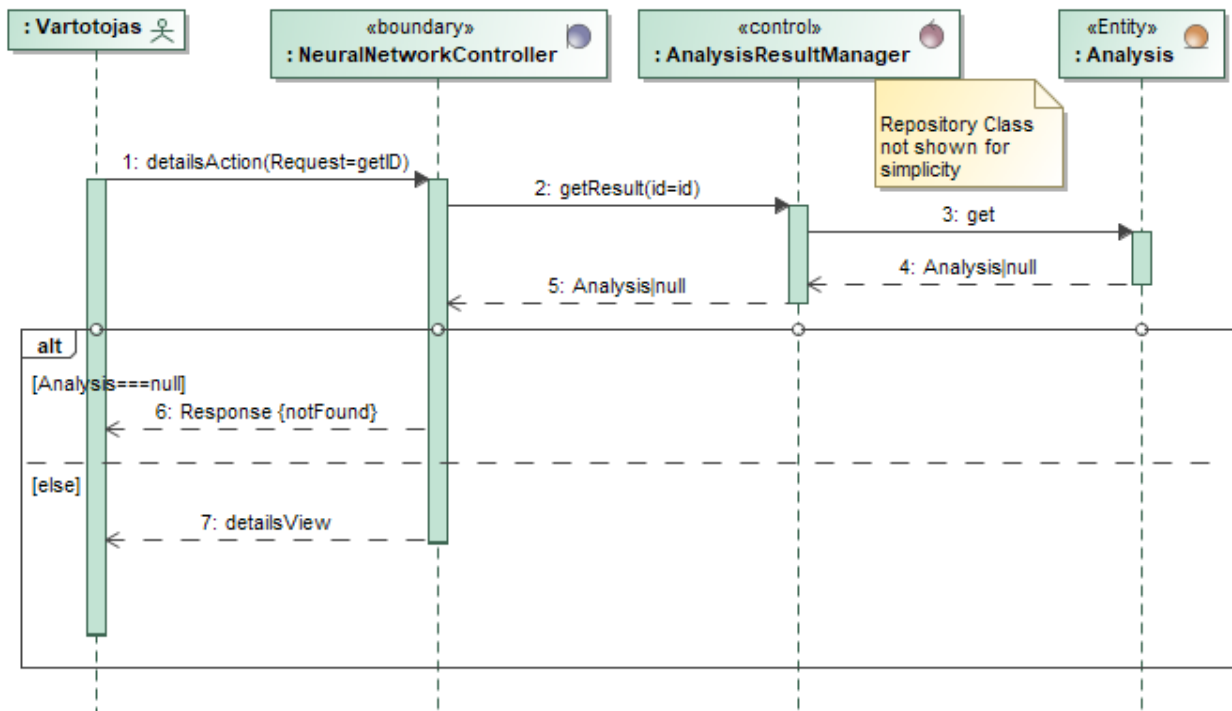 : Vartotojas
«boundary»
: NeuralNetworkController
«control»
: AnalysisResultManager
«Entity»
: Analysis
Repository Class
not shown for
simplicity
1: detailsAction(Request=getID)
2: getResult(id=id)
3: get
4: Analysis|null
5: Analysis|null
alt
[Analysis===null]
6: Response {notFound}
[else]
7: detailsView